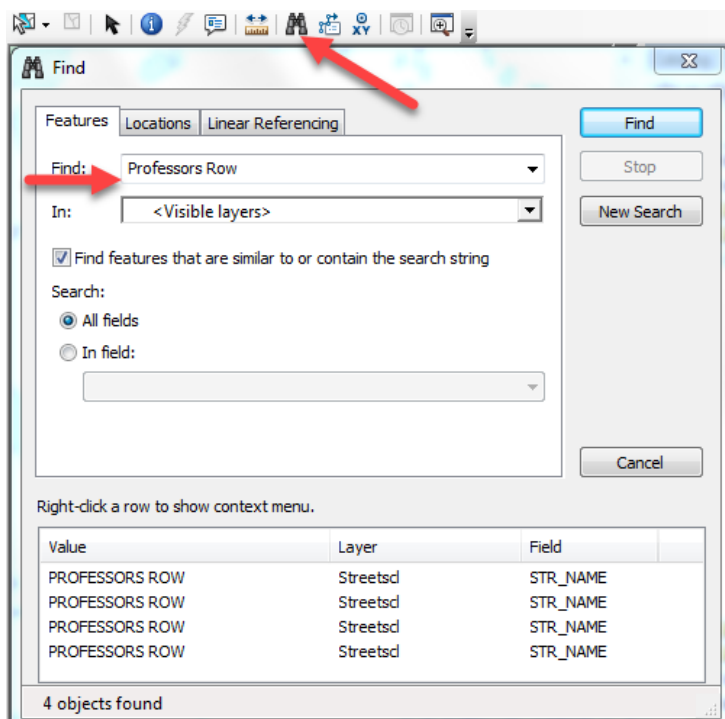 XY
Find
Features Locations Linear Referencing
Find
Find: Professors Row
Stop
In: <Visible layers>
New Search
Find features that are similar to or contain the search string
Search:
All fields
In field:
Cancel
Right-click a row to show context menu.
Value Layer Field
PROFESSORS ROW Streetscl STR_NAME
PROFESSORS ROW Streetscl STR_NAME
PROFESSORS ROW Streetscl STR_NAME
PROFESSORS ROW Streetscl STR_NAME
4 objects found